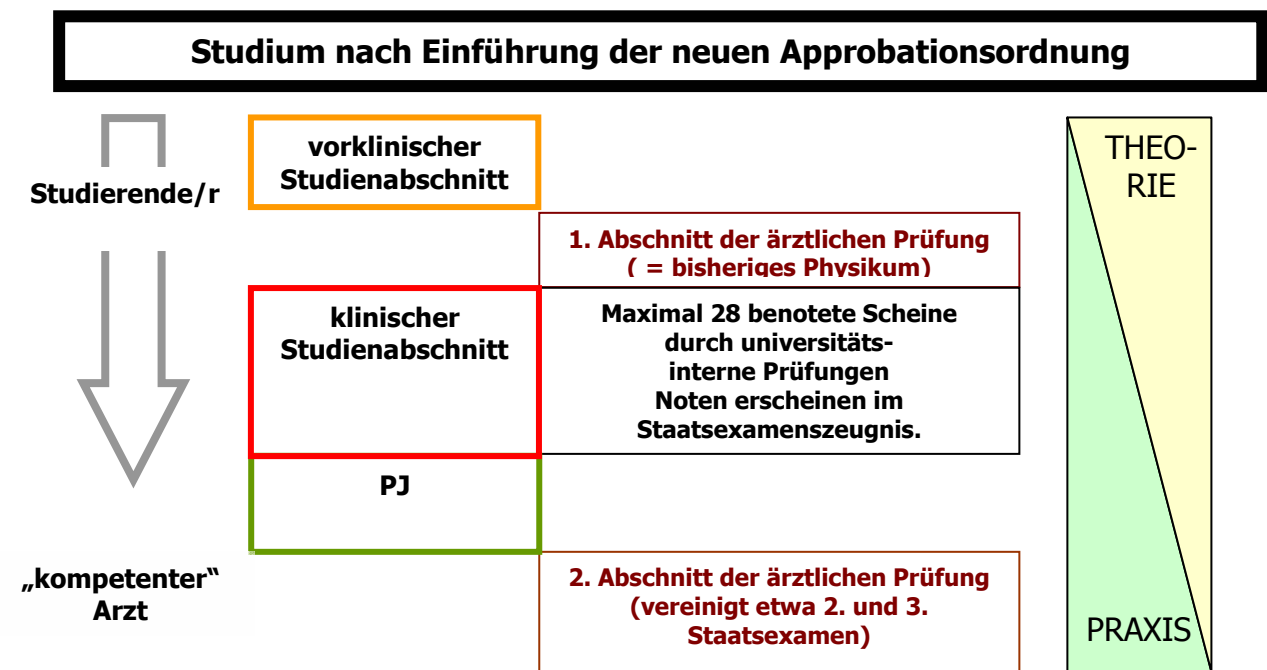 Studium nach Einführung der neuen Approbationsordnung
vorklinischer
Studienabschnitt
Studierende/r
THEO-
RIE
1. Abschnitt der ärztlichen Prüfung
( = bisheriges Physikum)
klinischer
Studienabschnitt
Maximal 28 benotete Scheine
durch universitäts-
interne Prüfungen
Noten erscheinen im
Staatsexamenszeugnis.
PJ
„kompetenter“
Arzt
2. Abschnitt der ärztlichen Prüfung
(vereinigt etwa 2. und 3.
Staatsexamen)
PRAXIS